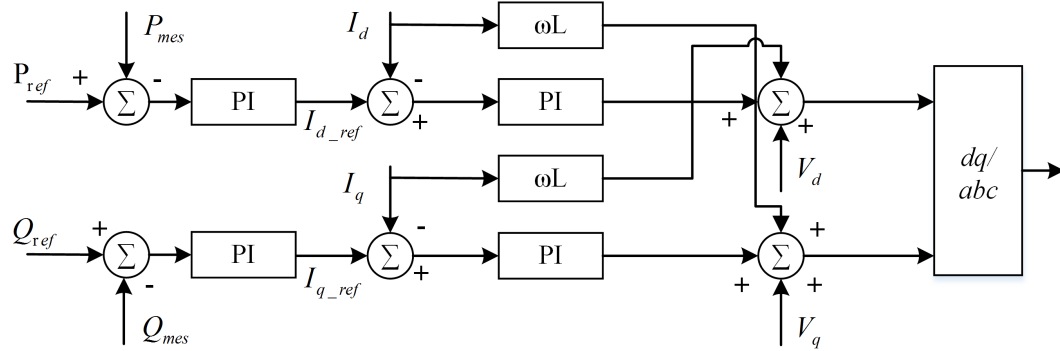 P_mes
I_d
ωL
P_ref
+
-
-
Σ
PI
I_d_ref
Σ
+
PI
+
Σ
+
V_d
I_q
ωL
dq/
abc
Q_ref
+
-
+
Σ
PI
I_q_ref
Σ
+
PI
+
Σ
+
-
Q_mes
V_q